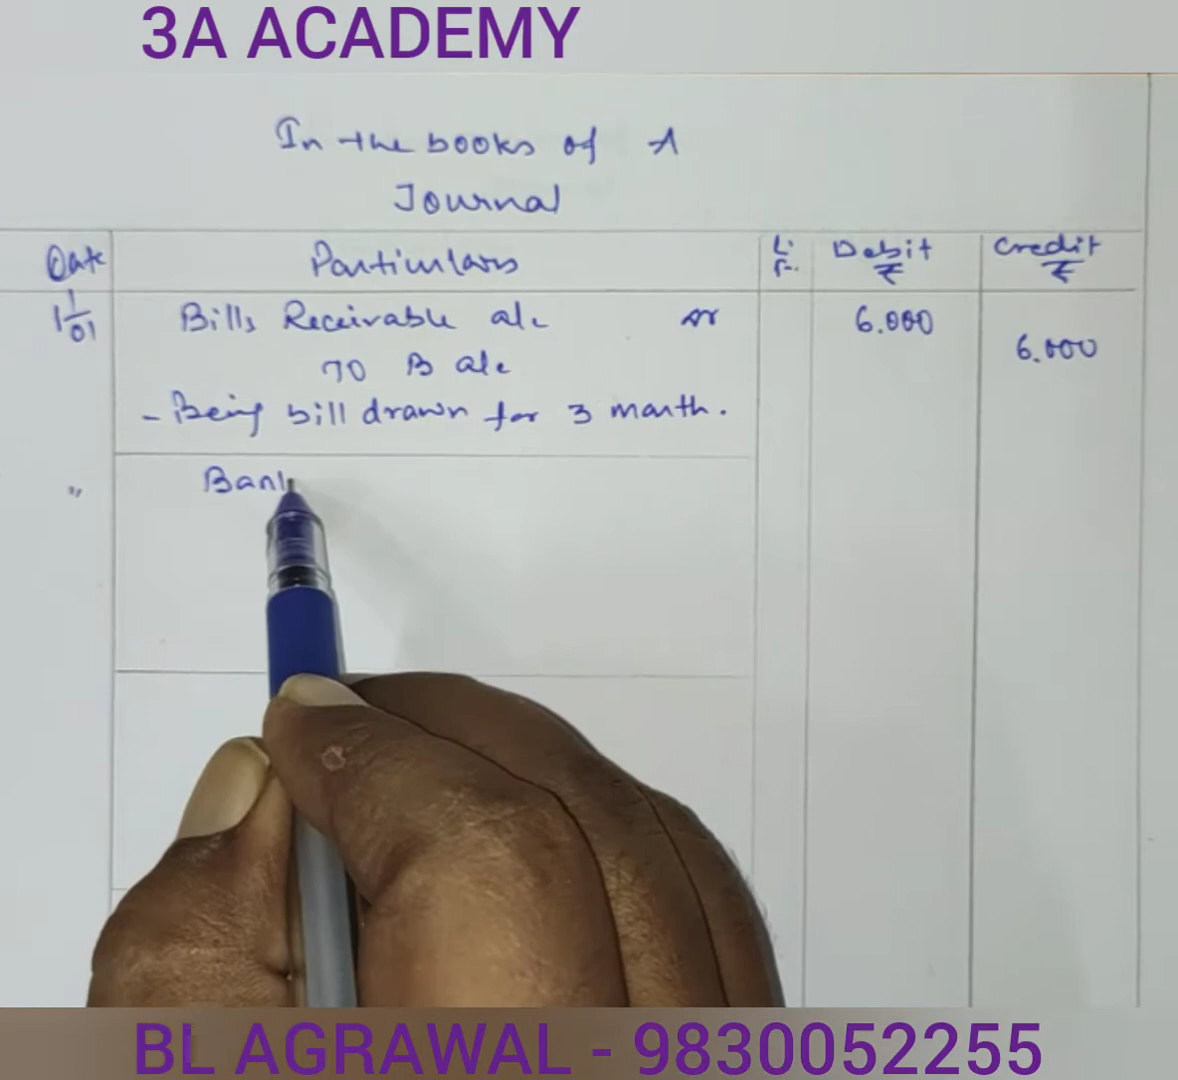 3A ACADEMY
In the books of A
Journal
Date Particulars L.F. Debit ₹ Credit ₹
1/01 Bills Receivable a/c Dr 6.000
TO B a/c 6.000
- Being bill drawn for 3 month.
" Bank
BL AGRAWAL - 9830052255